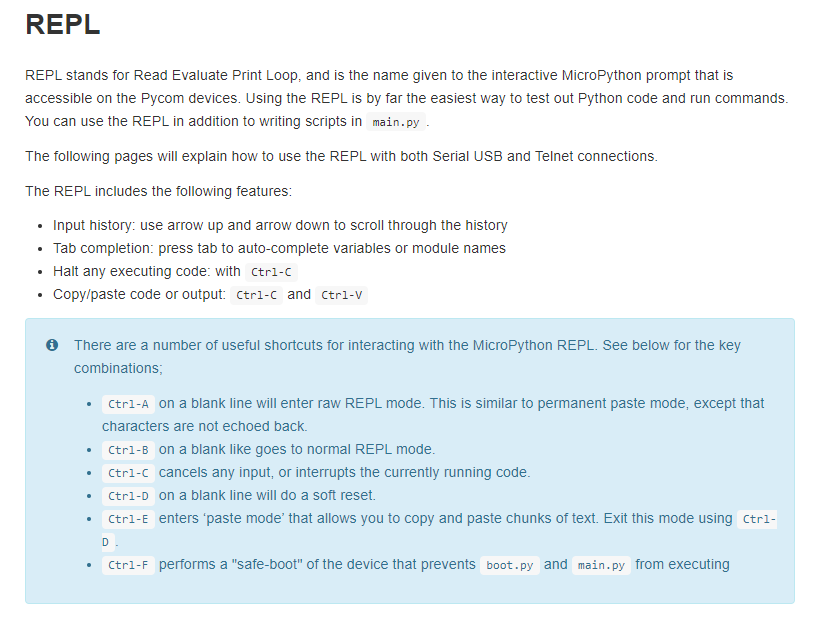 REPL
REPL stands for Read Evaluate Print Loop, and is the name given to the interactive MicroPython prompt that is
accessible on the Pycom devices. Using the REPL is by far the easiest way to test out Python code and run commands.
You can use the REPL in addition to writing scripts in main.py .
The following pages will explain how to use the REPL with both Serial USB and Telnet connections.
The REPL includes the following features:
• Input history: use arrow up and arrow down to scroll through the history
• Tab completion: press tab to auto-complete variables or module names
• Halt any executing code: with Ctrl-C
• Copy/paste code or output: Ctrl-C and Ctrl-V
There are a number of useful shortcuts for interacting with the MicroPython REPL. See below for the key
combinations;
• Ctrl-A on a blank line will enter raw REPL mode. This is similar to permanent paste mode, except that
characters are not echoed back.
• Ctrl-B on a blank like goes to normal REPL mode.
• Ctrl-C cancels any input, or interrupts the currently running code.
• Ctrl-D on a blank line will do a soft reset.
• Ctrl-E enters ‘paste mode’ that allows you to copy and paste chunks of text. Exit this mode using Ctrl-
D .
• Ctrl-F performs a "safe-boot" of the device that prevents boot.py and main.py from executing